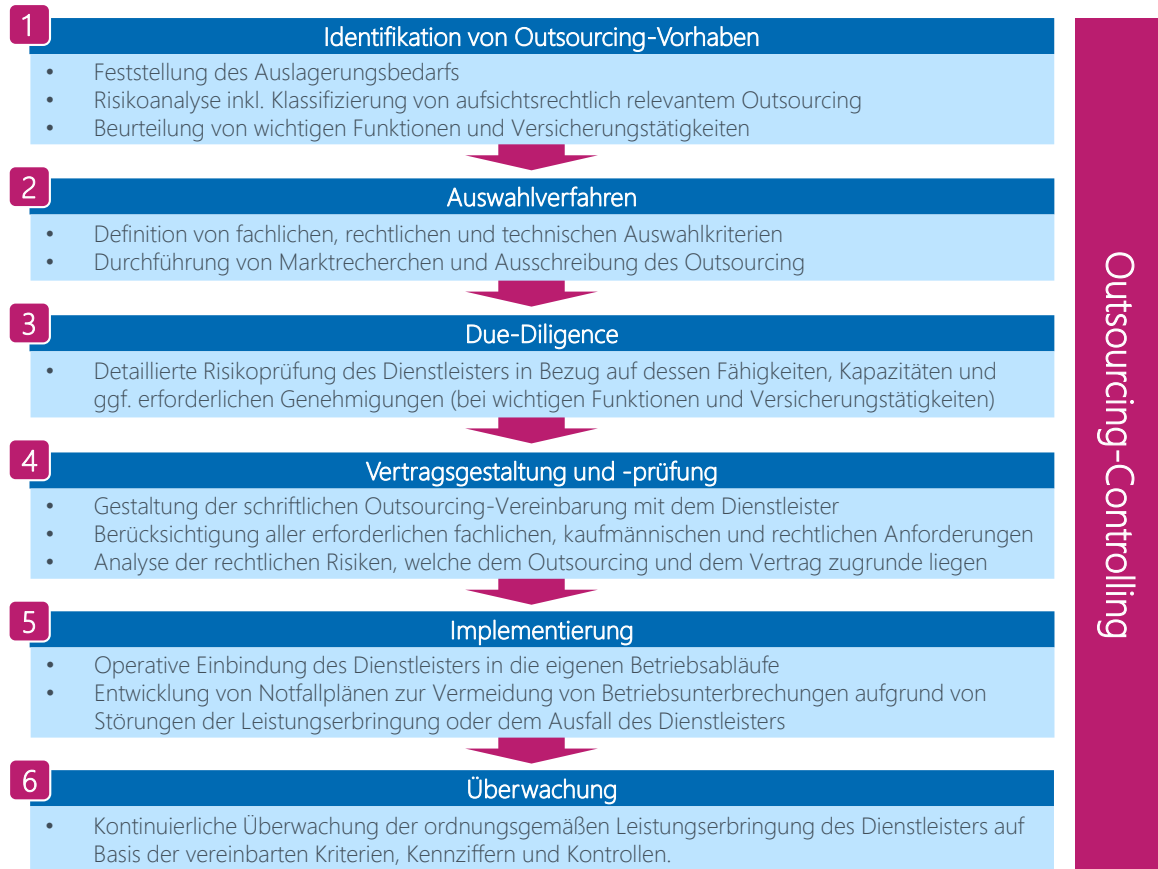 1
Identifikation von Outsourcing-Vorhaben
• Feststellung des Auslagerungsbedarfs
• Risikoanalyse inkl. Klassifizierung von aufsichtsrechtlich relevantem Outsourcing
• Beurteilung von wichtigen Funktionen und Versicherungstätigkeiten
2
Auswahlverfahren
• Definition von fachlichen, rechtlichen und technischen Auswahlkriterien
• Durchführung von Marktrecherchen und Ausschreibung des Outsourcing
3
Due-Diligence
• Detaillierte Risikoprüfung des Dienstleisters in Bezug auf dessen Fähigkeiten, Kapazitäten und
ggf. erforderlichen Genehmigungen (bei wichtigen Funktionen und Versicherungstätigkeiten)
4
Vertragsgestaltung und -prüfung
• Gestaltung der schriftlichen Outsourcing-Vereinbarung mit dem Dienstleister
• Berücksichtigung aller erforderlichen fachlichen, kaufmännischen und rechtlichen Anforderungen
• Analyse der rechtlichen Risiken, welche dem Outsourcing und dem Vertrag zugrunde liegen
5
Implementierung
• Operative Einbindung des Dienstleisters in die eigenen Betriebsabläufe
• Entwicklung von Notfallplänen zur Vermeidung von Betriebsunterbrechungen aufgrund von
Störungen der Leistungserbringung oder dem Ausfall des Dienstleisters
6
Überwachung
• Kontinuierliche Überwachung der ordnungsgemäßen Leistungserbringung des Dienstleisters auf
Basis der vereinbarten Kriterien, Kennziffern und Kontrollen.
Outsourcing-Controlling